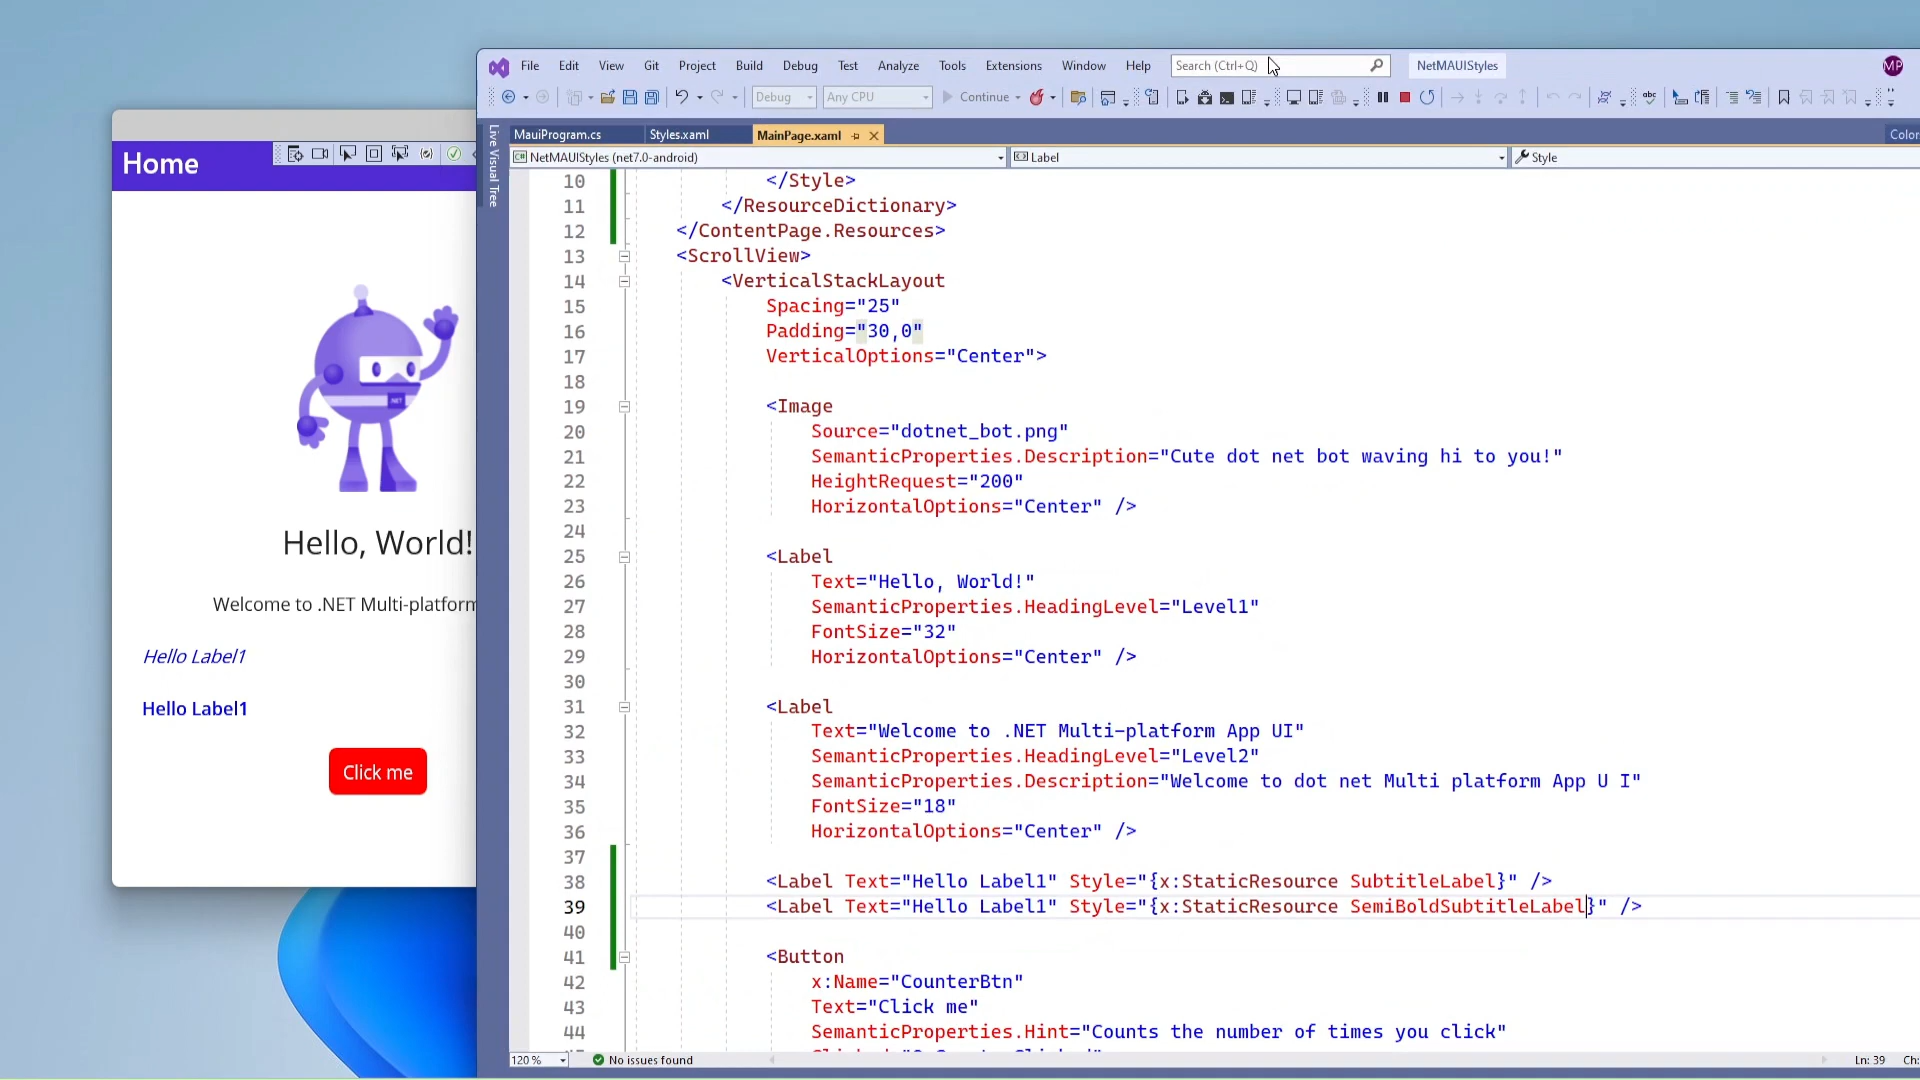 File Edit View Git Project Build Debug Test Analyze Tools Extensions Window Help Search (Ctrl+Q) NetMAUIStyles MP
Debug Any CPU Continue
MauiProgram.cs Styles.xaml MainPage.xaml Color
NetMAUIStyles (net7.0-android) Label Style
Live Visual Tree
Home
.NET
Hello, World!
Welcome to .NET Multi-platform
Hello Label1
Hello Label1
Click me
10 </Style>
11 </ResourceDictionary>
12 </ContentPage.Resources>
13 <ScrollView>
14 <VerticalStackLayout
15 Spacing="25"
16 Padding="30,0"
17 VerticalOptions="Center">
18
19 <Image
20 Source="dotnet_bot.png"
21 SemanticProperties.Description="Cute dot net bot waving hi to you!"
22 HeightRequest="200"
23 HorizontalOptions="Center" />
24
25 <Label
26 Text="Hello, World!"
27 SemanticProperties.HeadingLevel="Level1"
28 FontSize="32"
29 HorizontalOptions="Center" />
30
31 <Label
32 Text="Welcome to .NET Multi-platform App UI"
33 SemanticProperties.HeadingLevel="Level2"
34 SemanticProperties.Description="Welcome to dot net Multi platform App U I"
35 FontSize="18"
36 HorizontalOptions="Center" />
37
38 <Label Text="Hello Label1" Style="{x:StaticResource SubtitleLabel}" />
39 <Label Text="Hello Label1" Style="{x:StaticResource SemiBoldSubtitleLabel}" />
40
41 <Button
42 x:Name="CounterBtn"
43 Text="Click me"
44 SemanticProperties.Hint="Counts the number of times you click"
120 % No issues found Ln: 39 Ch: